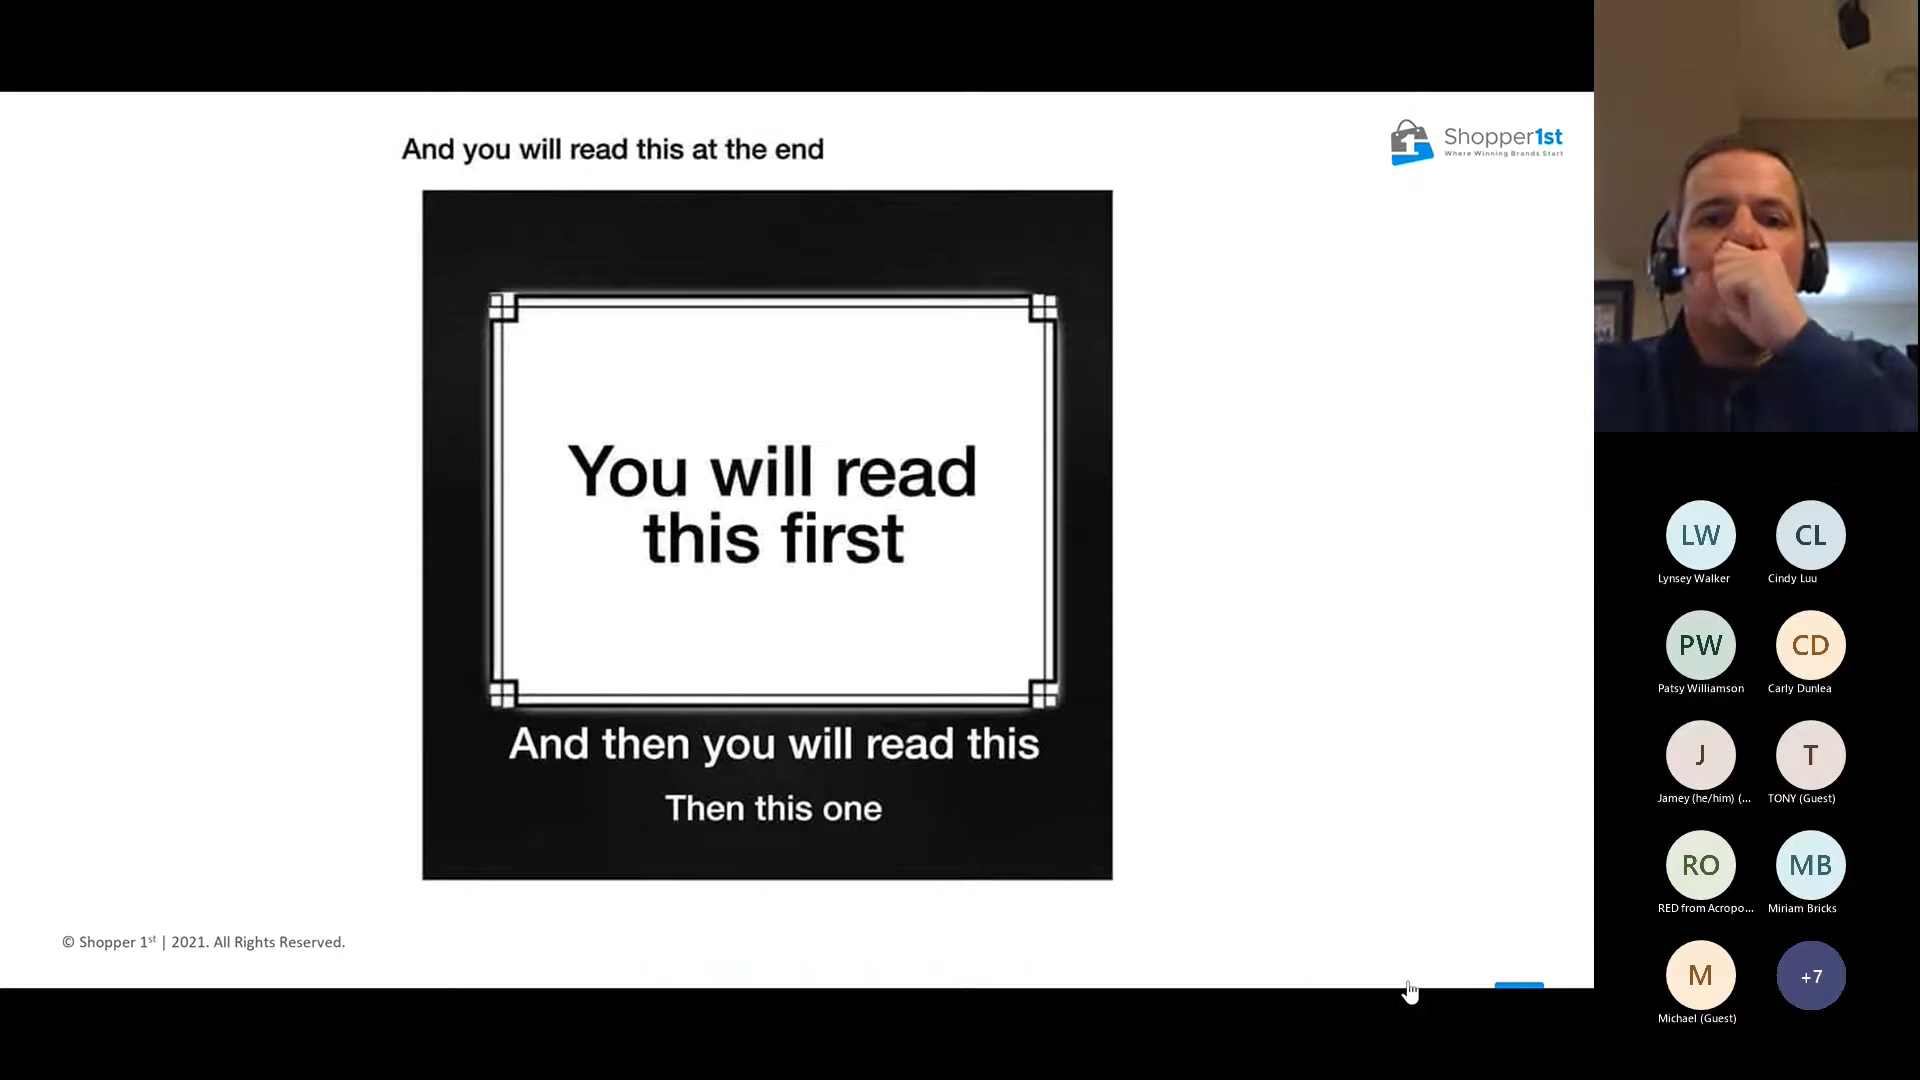 And you will read this at the end
Shopper1st
Where Winning Brands Start
You will read
this first
And then you will read this
Then this one
© Shopper 1st | 2021. All Rights Reserved.
LW
CL
Lynsey Walker
Cindy Luu
PW
CD
Patsy Williamson
Carly Dunlea
J
T
Jamey (he/him) (...
TONY (Guest)
RO
MB
RED from Acropo...
Miriam Bricks
M
+7
Michael (Guest)